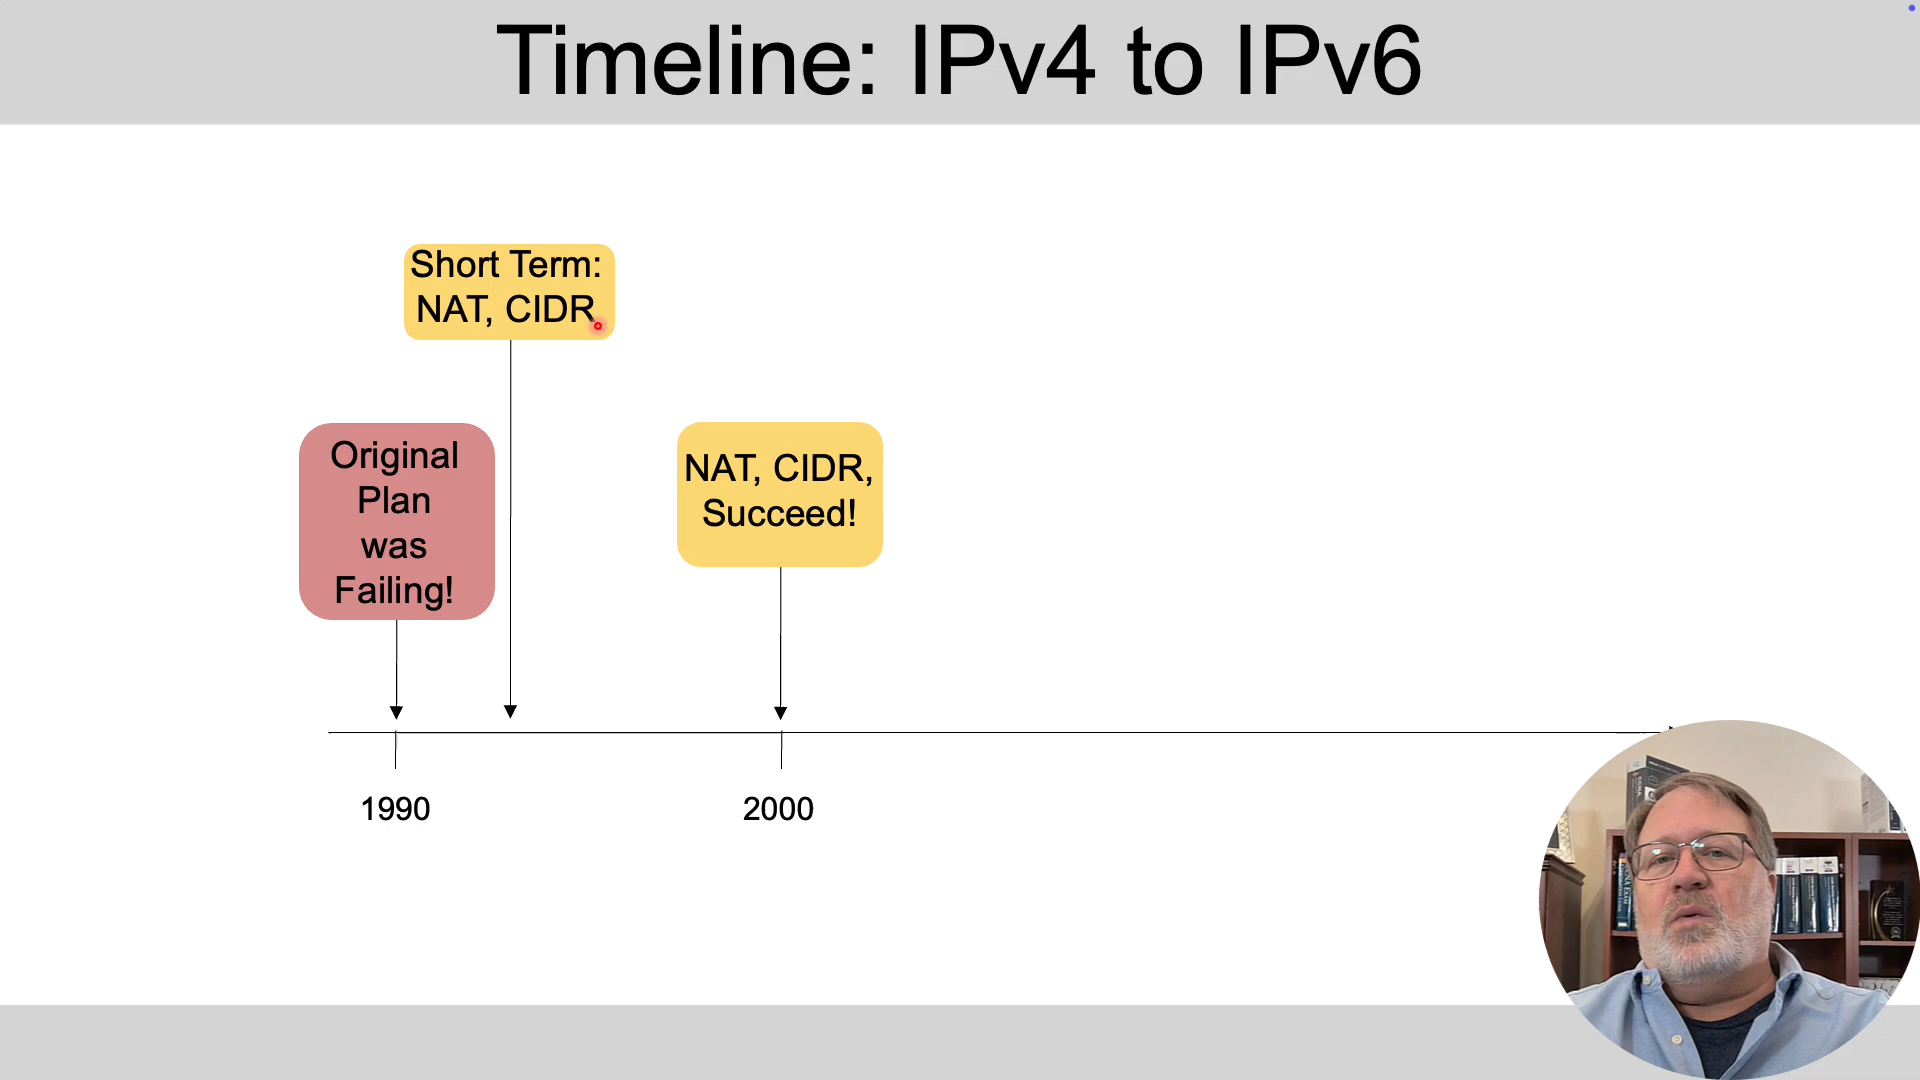 Timeline: IPv4 to IPv6
Short Term:
NAT, CIDR
Original
Plan
was
Failing!
NAT, CIDR,
Succeed!
1990
2000